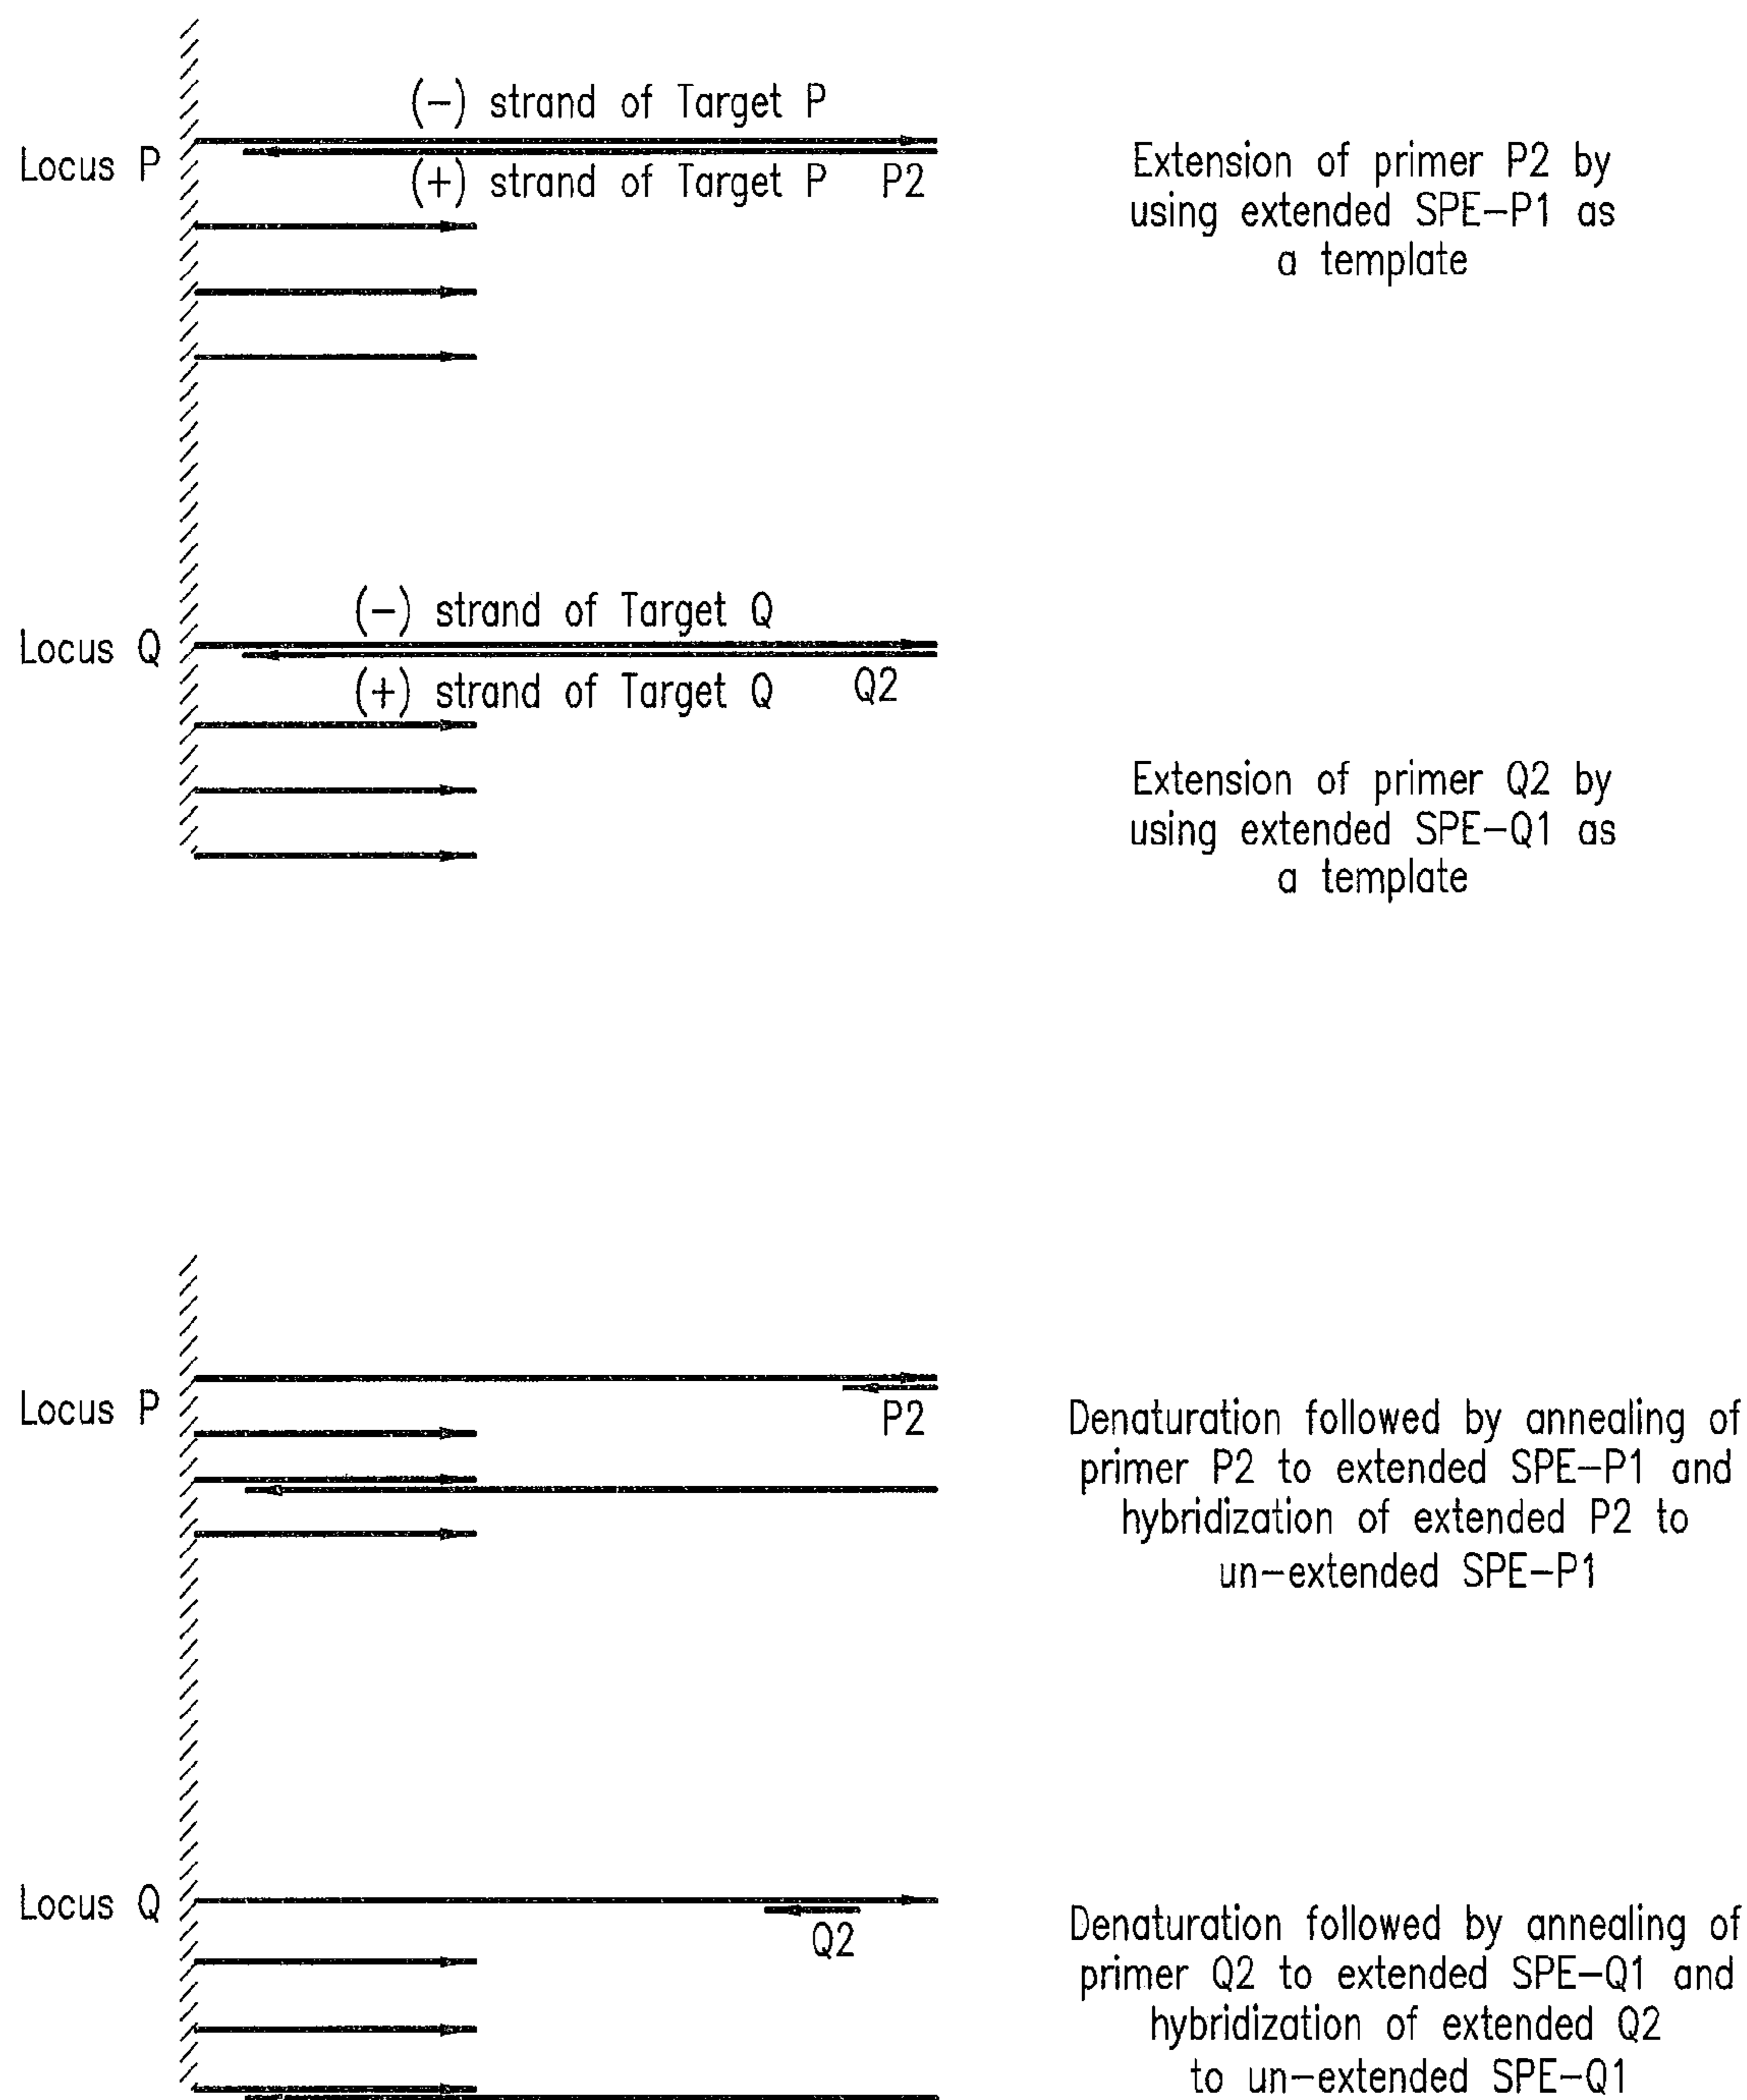 (−) strand of Target P
Locus P
(+) strand of Target P P2
Extension of primer P2 by
using extended SPE−P1 as
a template
(−) strand of Target Q
Locus Q
(+) strand of Target Q Q2
Extension of primer Q2 by
using extended SPE−Q1 as
a template
Locus P
P2
Denaturation followed by annealing of
primer P2 to extended SPE−P1 and
hybridization of extended P2 to
un−extended SPE−P1
Locus Q
Q2
Denaturation followed by annealing of
primer Q2 to extended SPE−Q1 and
hybridization of extended Q2
to un−extended SPE−Q1